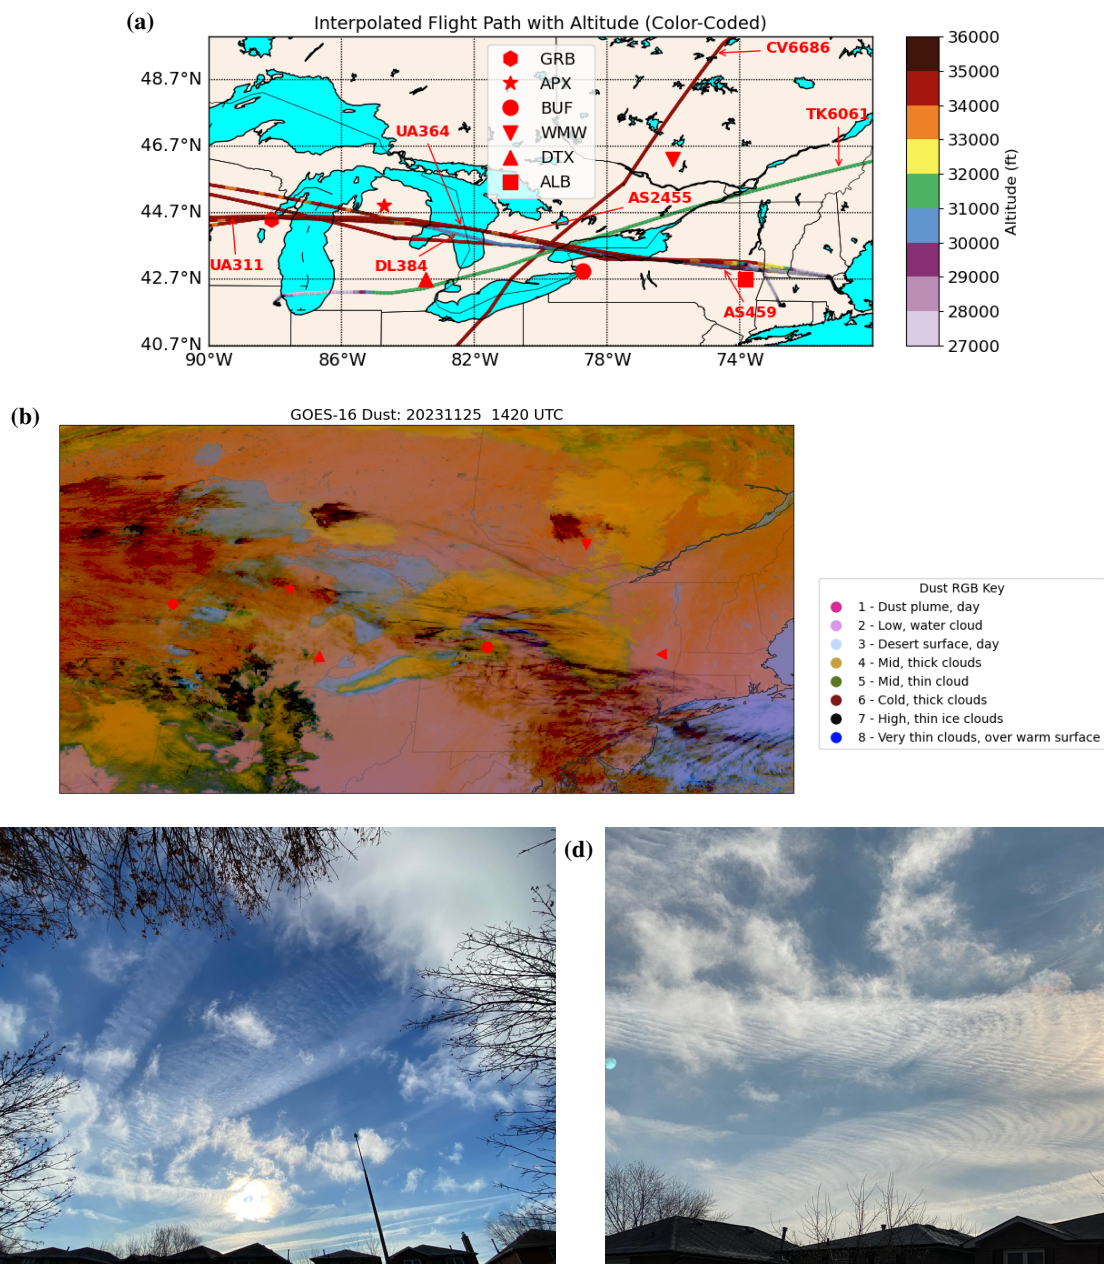 (a)
Interpolated Flight Path with Altitude (Color-Coded)
GRB
APX
BUF
WMW
DTX
ALB
CV6686
TK6061
UA364
AS2455
UA311
DL384
AS459
48.7°N
46.7°N
44.7°N
42.7°N
40.7°N
90°W
86°W
82°W
78°W
74°W
36000
35000
34000
33000
32000
31000
30000
29000
28000
27000
Altitude (ft)
(b)
GOES-16 Dust: 20231125 1420 UTC
Dust RGB Key
1 - Dust plume, day
2 - Low, water cloud
3 - Desert surface, day
4 - Mid, thick clouds
5 - Mid, thin cloud
6 - Cold, thick clouds
7 - High, thin ice clouds
8 - Very thin clouds, over warm surface
(d)